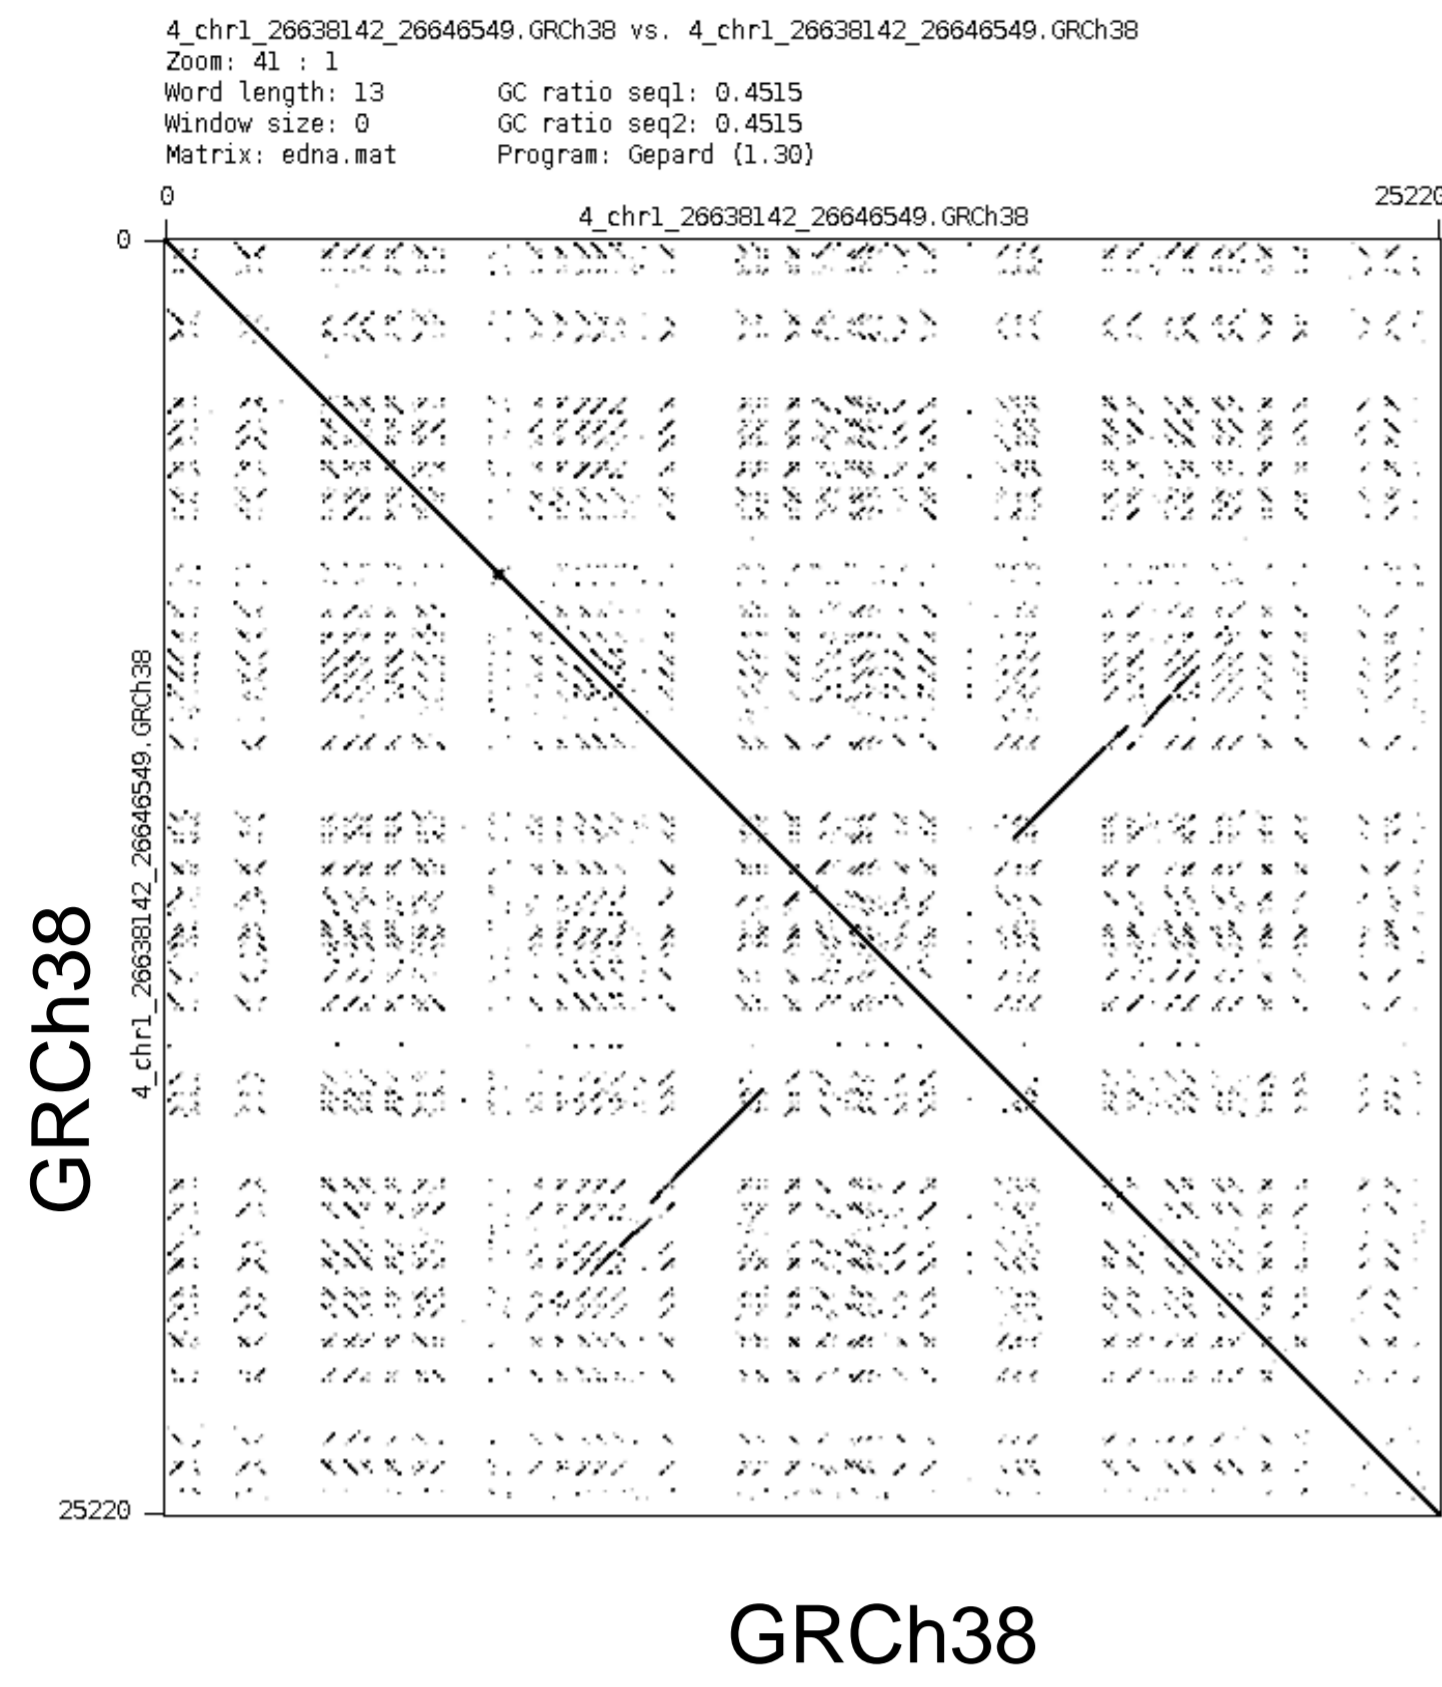 4_chr1_26638142_26646549.GRCh38 vs. 4_chr1_26638142_26646549.GRCh38
Zoom: 41 : 1
Word length: 13 GC ratio seq1: 0.4515
Window size: 0 GC ratio seq2: 0.4515
Matrix: edna.mat Program: Gepard (1.30)
0 25220
4_chr1_26638142_26646549.GRCh38
0
4_chr1_26638142_26646549.GRCh38
GRCh38
25220
GRCh38